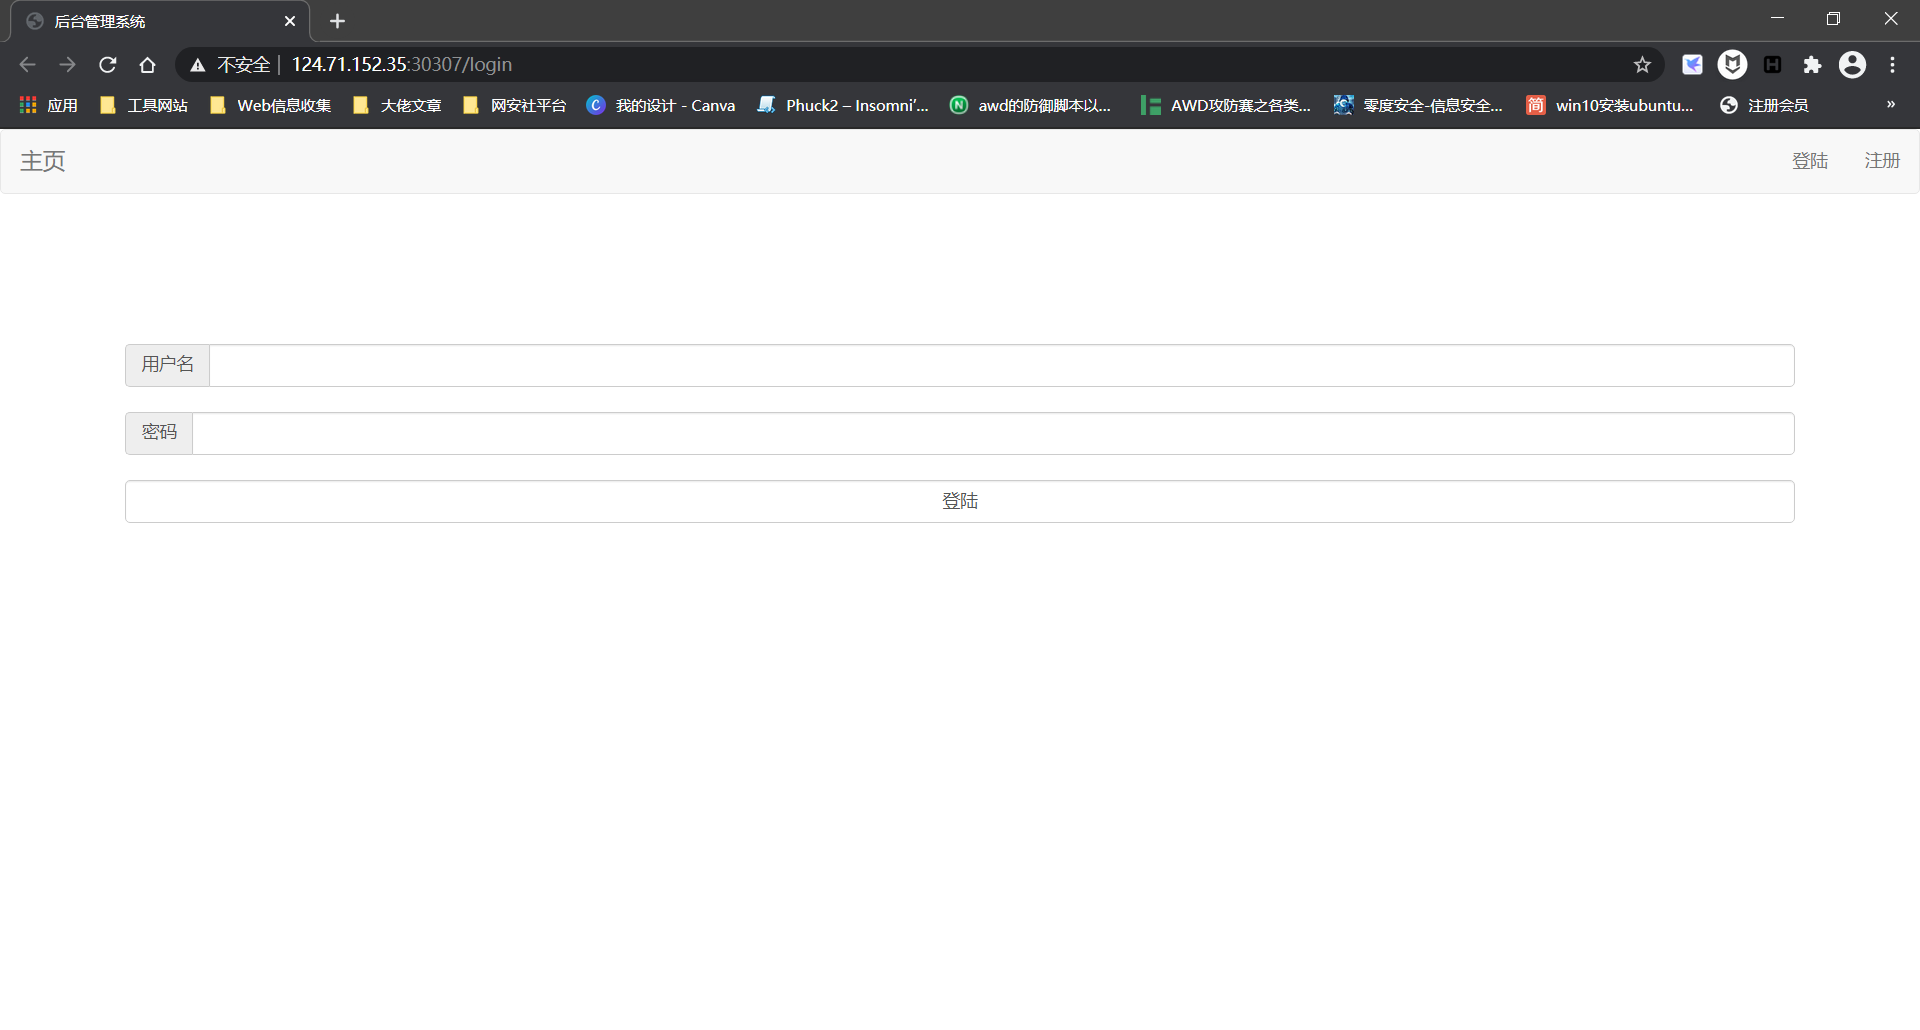 后台管理系统
不安全 | 124.71.152.35:30307/login
应用 工具网站 Web信息收集 大佬文章 网安社平台 我的设计 - Canva Phuck2 – Insomni'... awd的防御脚本以... AWD攻防赛之各类... 零度安全-信息安全... 简 win10安装ubuntu... 注册会员 »
主页 登陆 注册
用户名
密码
登陆